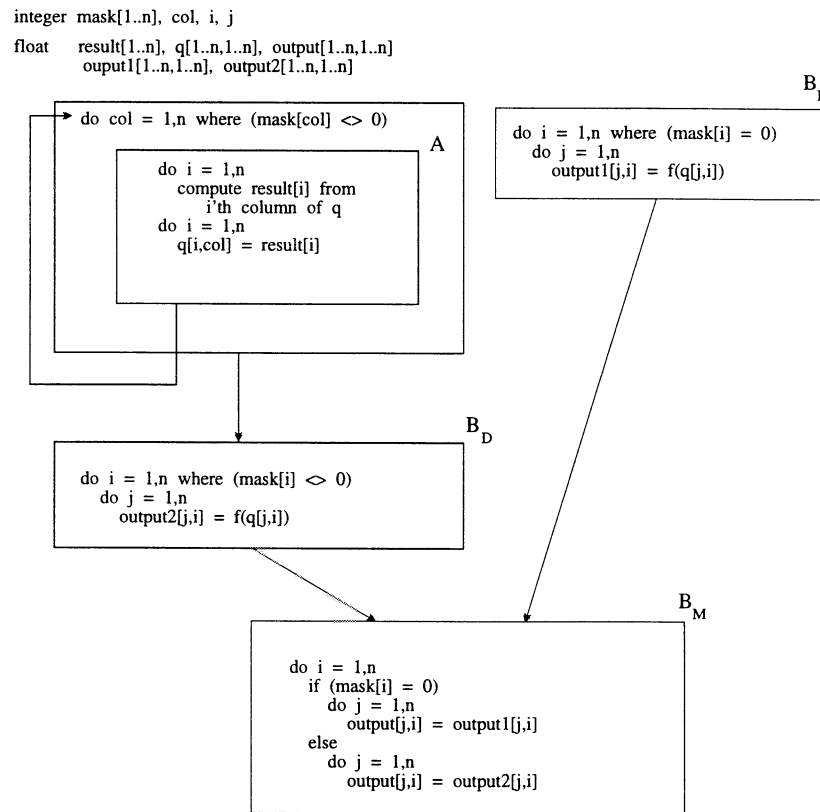 integer mask[1..n], col, i, j
float result[1..n], q[1..n,1..n], output[1..n,1..n]
ouput1[1..n,1..n], output2[1..n,1..n]
do col = 1,n where (mask[col] <> 0)
A
do i = 1,n
compute result[i] from
i'th column of q
do i = 1,n
q[i,col] = result[i]
B
do i = 1,n where (mask[i] = 0)
do j = 1,n
output1[j,i] = f(q[j,i])
B_D
do i = 1,n where (mask[i] <> 0)
do j = 1,n
output2[j,i] = f(q[j,i])
B_M
do i = 1,n
if (mask[i] = 0)
do j = 1,n
output[j,i] = output1[j,i]
else
do j = 1,n
output[j,i] = output2[j,i]